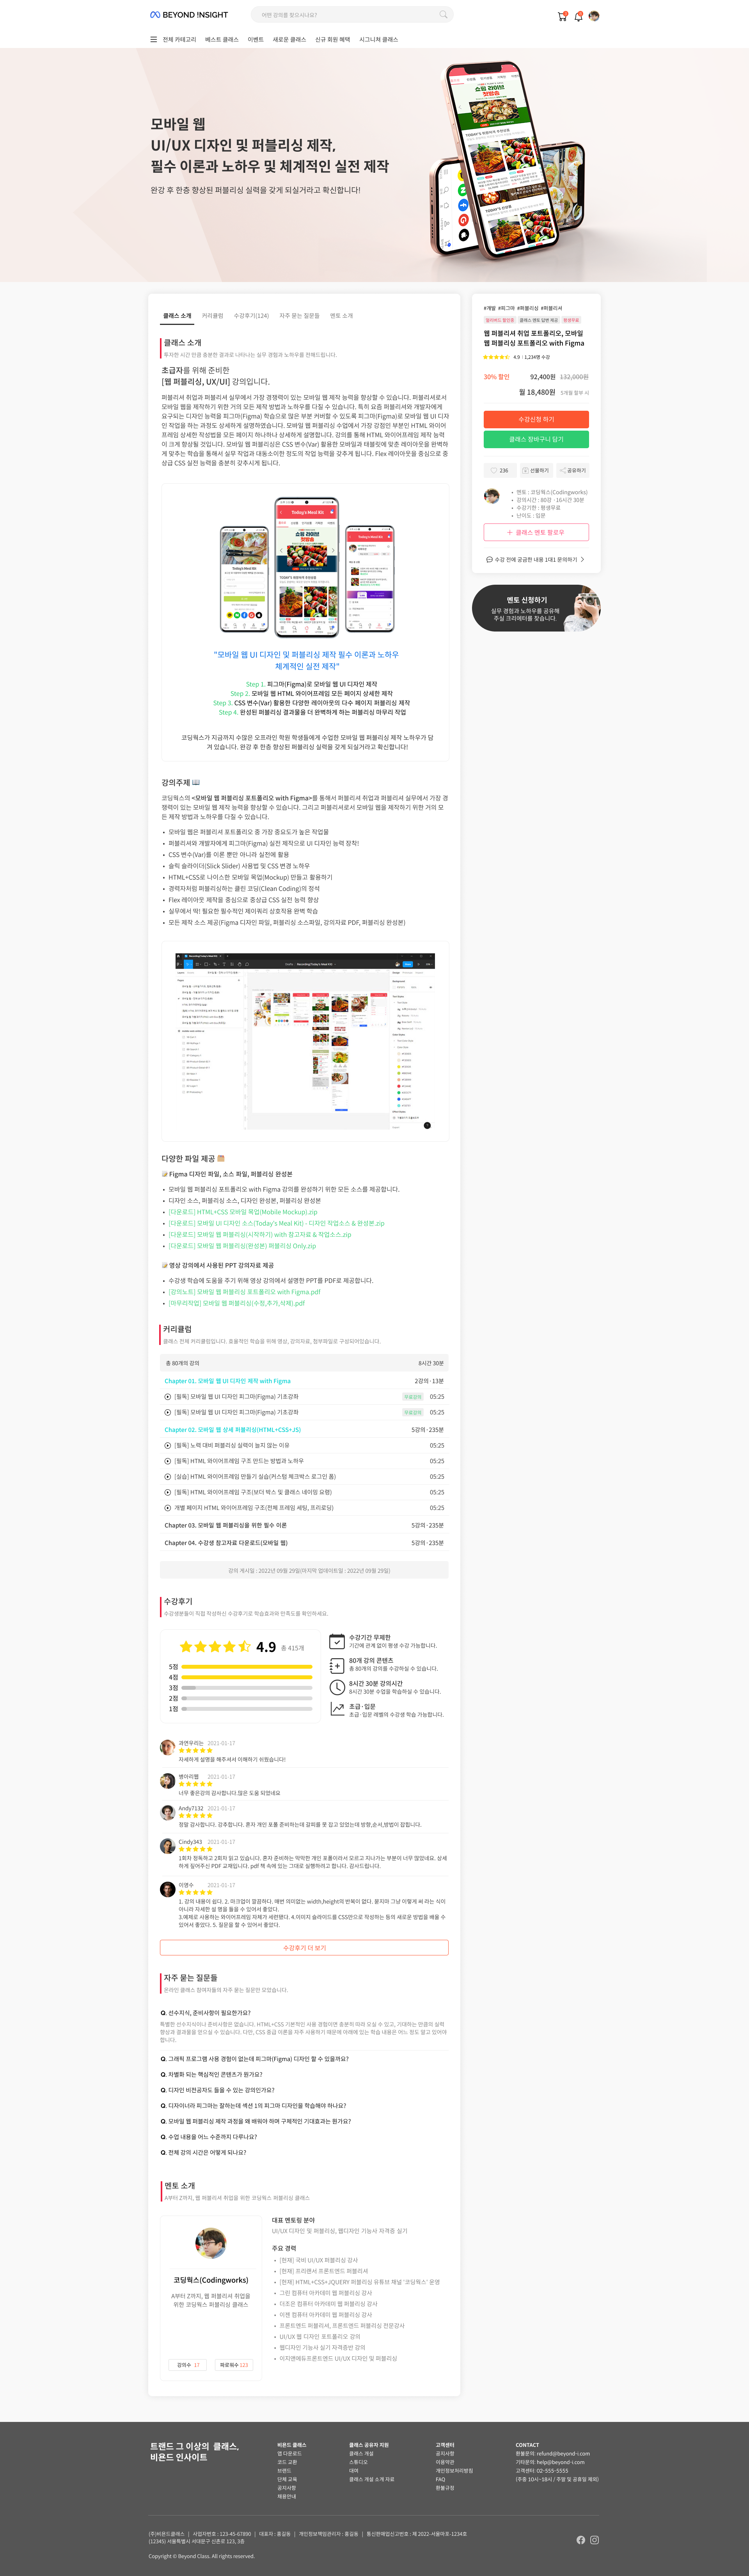 BEYOND !NSIGHT
어떤 강의를 찾으시나요?
전체 카테고리 베스트 클래스 이벤트 새로운 클래스 신규 회원 혜택 시그니쳐 클래스
모바일 웹
UI/UX 디자인 및 퍼블리싱 제작,
필수 이론과 노하우 및 체계적인 실전 제작
완강 후 한층 향상된 퍼블리싱 실력을 갖게 되실거라고 확신합니다!
클래스 소개 커리큘럼 수강후기(124) 자주 묻는 질문들 멘토 소개
클래스 소개
투자한 시간 만큼 충분한 결과로 나타나는 실무 경험과 노하우를 전해드립니다.
초급자를 위해 준비한
[웹 퍼블리싱, UX/UI] 강의입니다.
퍼블리셔 취업과 퍼블리셔 실무에서 가장 경쟁력이 있는 모바일 웹 제작 능력을 향상할 수 있습니다. 퍼블리셔로서
모바일 웹을 제작하기 위한 거의 모든 제작 방법과 노하우를 다질 수 있습니다. 특히 요즘 퍼블리셔와 개발자에게
요구되는 디자인 능력을 피그마(Figma) 학습으로 많은 부분 커버할 수 있도록 피그마(Figma)로 모바일 웹 UI 디자
인 작업을 하는 과정도 상세하게 설명하였습니다. 모바일 웹 퍼블리싱 수업에서 가장 강점인 부분인 HTML 와이어
프레임 상세한 작성법을 모든 페이지 하나하나 상세하게 설명합니다. 강의를 통해 HTML 와이어프레임 제작 능력
이 크게 향상될 것입니다. 모바일 웹 퍼블리싱은 CSS 변수(Var) 활용한 모바일과 태블릿에 맞춘 레이아웃을 완벽하
게 맞추는 능력이 필요합니다. 실무에서 당장 작업이 가능할 정도의 작업 능력을 갖추게 됩니다. Flex 레이아웃을 중심으로 중
상급 CSS 실전 능력을 충분히 갖추시게 됩니다.
Today's Meal Kit
"모바일 웹 UI 디자인 및 퍼블리싱 제작 필수 이론과 노하우
체계적인 실전 제작"
Step 1. 피그마(Figma)로 모바일 웹 UI 디자인 제작
Step 2. 모바일 웹 HTML 와이어프레임 모든 페이지 상세한 제작
Step 3. CSS 변수(Var) 활용한 다양한 레이아웃의 다수 페이지 퍼블리싱 제작
Step 4. 완성된 퍼블리싱 결과물을 더 완벽하게 하는 퍼블리싱 마무리 작업
코딩웍스가 지금까지 수많은 오프라인 학원 학생들에게 수업한 모바일 웹 퍼블리싱 제작 노하우가 담
겨 있습니다. 완강 후 한층 향상된 퍼블리싱 실력을 갖게 되실거라고 확신합니다!
강의주제
코딩웍스의 <모바일 웹 퍼블리싱 포트폴리오 with Figma>를 통해서 퍼블리셔 취업과 퍼블리셔 실무에서 가장 경
쟁력이 있는 모바일 웹 제작 능력을 향상할 수 있습니다. 그리고 퍼블리셔로서 모바일 웹을 제작하기 위한 거의 모
든 제작 방법과 노하우를 다질 수 있습니다.
모바일 웹은 퍼블리셔 포트폴리오 중 가장 중요도가 높은 작업물
퍼블리셔와 개발자에게 피그마(Figma) 실전 제작으로 UI 디자인 능력 장착!
CSS 변수(Var)를 이론 뿐만 아니라 실전에 활용
슬릭 슬라이더(Slick Slider) 사용법 및 CSS 변경 노하우
HTML+CSS로 나이스한 모바일 목업(Mockup) 만들고 활용하기
경력자처럼 퍼블리싱하는 클린 코딩(Clean Coding)의 정석
Flex 레이아웃 제작을 중심으로 중상급 CSS 실전 능력 향상
실무에서 딱! 필요한 필수적인 제이쿼리 상호작용 완벽 학습
모든 제작 소스 제공(Figma 디자인 파일, 퍼블리싱 소스파일, 강의자료 PDF, 퍼블리싱 완성본)
다양한 파일 제공
Figma 디자인 파일, 소스 파일, 퍼블리싱 완성본
모바일 웹 퍼블리싱 포트폴리오 with Figma 강의를 완성하기 위한 모든 소스를 제공합니다.
디자인 소스, 퍼블리싱 소스, 디자인 완성본, 퍼블리싱 완성본
[다운로드] HTML+CSS 모바일 목업(Mobile Mockup).zip
[다운로드] 모바일 UI 디자인 소스(Today's Meal Kit) - 디자인 작업소스 & 완성본.zip
[다운로드] 모바일 웹 퍼블리싱(시작하기) with 참고자료 & 작업소스.zip
[다운로드] 모바일 웹 퍼블리싱(완성본) 퍼블리싱 Only.zip
영상 강의에서 사용된 PPT 강의자료 제공
수강생 학습에 도움을 주기 위해 영상 강의에서 설명한 PPT를 PDF로 제공합니다.
[강의노트] 모바일 웹 퍼블리싱 포트폴리오 with Figma.pdf
[마무리작업] 모바일 웹 퍼블리싱(수정,추가,삭제).pdf
커리큘럼
클래스 전체 커리큘럼입니다. 효율적인 학습을 위해 영상, 강의자료, 첨부파일로 구성되어있습니다.
총 80개의 강의 8시간 30분
Chapter 01. 모바일 웹 UI 디자인 제작 with Figma 2강의·13분
[필독] 모바일 웹 UI 디자인 피그마(Figma) 기초강좌 무료강의 05:25
[필독] 모바일 웹 UI 디자인 피그마(Figma) 기초강좌 무료강의 05:25
Chapter 02. 모바일 웹 상세 퍼블리싱(HTML+CSS+JS) 5강의·235분
[필독] 노력 대비 퍼블리싱 실력이 늘지 않는 이유 05:25
[필독] HTML 와이어프레임 구조 만드는 방법과 노하우 05:25
[실습] HTML 와이어프레임 만들기 실습(커스텀 체크박스 로그인 폼) 05:25
[필독] HTML 와이어프레임 구조(보더 박스 및 클래스 네이밍 요령) 05:25
개별 페이지 HTML 와이어프레임 구조(전체 프레임 세팅, 프리로딩) 05:25
Chapter 03. 모바일 웹 퍼블리싱을 위한 필수 이론 5강의·235분
Chapter 04. 수강생 참고자료 다운로드(모바일 웹) 5강의·235분
강의 게시일 : 2022년 09월 29일(마지막 업데이트일 : 2022년 09월 29일)
수강후기
수강생분들이 직접 작성하신 수강후기로 학습효과와 만족도를 확인하세요.
4.9 총 415개
5점
4점
3점
2점
1점
수강기간 무제한
기간에 관계 없이 평생 수강 가능합니다.
80개 강의 콘텐츠
총 80개의 강의를 수강하실 수 있습니다.
8시간 30분 강의시간
8시간 30분 수업을 학습하실 수 있습니다.
초급·입문
초급·입문 레벨의 수강생 학습 가능합니다.
과연우리는 2021-01-17
자세하게 설명을 해주셔서 이해하기 쉬웠습니다!
병아리웹 2021-01-17
너무 좋은강의 감사합니다.많은 도움 되었네요
Andy7132 2021-01-17
정말 감사합니다. 강추합니다. 혼자 개인 포폴 준비하는데 갈피를 못 잡고 있었는데 방향,순서,방법이 잡힙니다.
Cindy343 2021-01-17
1회차 정독하고 2회차 읽고 있습니다. 혼자 준비하는 막막한 개인 포폴이라서 모르고 지나가는 부분이 너무 많았네요. 상세
하게 짚어주신 PDF 교재입니다. pdf 책 속에 있는 그대로 실행하려고 합니다. 감사드립니다.
이영수 2021-01-17
1. 강의 내용이 쉽다. 2. 마크업이 깔끔하다. 매번 의미없는 width,height의 반복이 없다. 붙지마 그냥 이렇게 써 라는 식이
아니라 자세한 설 명을 들을 수 있어서 좋았다.
3.예제로 사용하는 와이어프레임 자체가 세련됐다. 4.이미지 슬라이드를 CSS만으로 작성하는 등의 새로운 방법을 배울 수
있어서 좋았다. 5. 질문을 할 수 있어서 좋았다.
수강후기 더 보기
자주 묻는 질문들
온라인 클래스 참여자들의 자주 묻는 질문만 모았습니다.
Q. 선수지식, 준비사항이 필요한가요?
특별한 선수지식이나 준비사항은 없습니다. HTML+CSS 기본적인 사용 경험이면 충분히 따라 오실 수 있고, 기대하는 만큼의 실력
향상과 결과물을 얻으실 수 있습니다. 다만, CSS 중급 이론을 자주 사용하기 때문에 아래에 있는 학습 내용은 어느 정도 알고 있어야
합니다.
Q. 그래픽 프로그램 사용 경험이 없는데 피그마(Figma) 디자인 할 수 있을까요?
Q. 차별화 되는 핵심적인 콘텐츠가 뭔가요?
Q. 디자인 비전공자도 들을 수 있는 강의인가요?
Q. 디자이너라 피그마는 잘하는데 섹션 1의 피그마 디자인을 학습해야 하나요?
Q. 모바일 웹 퍼블리싱 제작 과정을 왜 배워야 하며 구체적인 기대효과는 뭔가요?
Q. 수업 내용을 어느 수준까지 다루나요?
Q. 전체 강의 시간은 어떻게 되나요?
멘토 소개
A부터 Z까지, 웹 퍼블리셔 취업을 위한 코딩웍스 퍼블리싱 클래스
코딩웍스(Codingworks)
A부터 Z까지, 웹 퍼블리셔 취업을
위한 코딩웍스 퍼블리싱 클래스
강의수 17 팔로워수 123
대표 멘토링 분야
UI/UX 디자인 및 퍼블리싱, 웹디자인 기능사 자격증 실기
주요 경력
[현재] 국비 UI/UX 퍼블리싱 강사
[현재] 프리랜서 프론트엔드 퍼블리셔
[현재] HTML+CSS+JQUERY 퍼블리싱 유튜브 채널 '코딩웍스' 운영
그린 컴퓨터 아카데미 웹 퍼블리싱 강사
더조은 컴퓨터 아카데미 웹 퍼블리싱 강사
이젠 컴퓨터 아카데미 웹 퍼블리싱 강사
프론트엔드 퍼블리셔, 프론트엔드 퍼블리싱 전문강사
UI/UX 웹 디자인 포트폴리오 강의
웹디자인 기능사 실기 자격증반 강의
이지앤에듀프론트엔드 UI/UX 디자인 및 퍼블리싱
#개발 #피그마 #퍼블리싱 #퍼블리셔
얼리버드 할인중 클래스 멘토 답변 제공 평생무료
웹 퍼블리셔 취업 포트폴리오, 모바일
웹 퍼블리싱 포트폴리오 with Figma
4.9 · 1,234명 수강
30% 할인 92,400원 132,000원
월 18,480원 5개월 할부 시
수강신청 하기
클래스 장바구니 담기
236 선물하기 공유하기
멘토 : 코딩웍스(Codingworks)
강의시간 : 80강 · 16시간 30분
수강기한 : 평생무료
난이도 : 입문
클래스 멘토 팔로우
수강 전에 궁금한 내용 1대1 문의하기
멘토 신청하기
실무 경험과 노하우를 공유해
주실 크리에터를 찾습니다.
트랜드 그 이상의 클래스,
비욘드 인사이트
비욘드 클래스
앱 다운로드
코드 교환
브랜드
단체 교육
공지사항
채용안내
클래스 공유자 지원
클래스 개설
스튜디오
대여
클래스 개설 소개 자료
고객센터
공지사항
이용약관
개인정보처리방침
FAQ
환불규정
CONTACT
환불문의: refund@beyond-i.com
기타문의: help@beyond-i.com
고객센터: 02-555-5555
(주중 10시~18시 / 주말 및 공휴일 제외)
(주)비욘드클래스 | 사업자번호 : 123-45-67890 | 대표자 : 홍길동 | 개인정보책임관리자 : 홍길동 | 통신판매업신고번호 : 제 2022-서울마포-1234호
(12345) 서울특별시 서대문구 신촌로 123, 3층
Copyright © Beyond Class. All rights reserved.